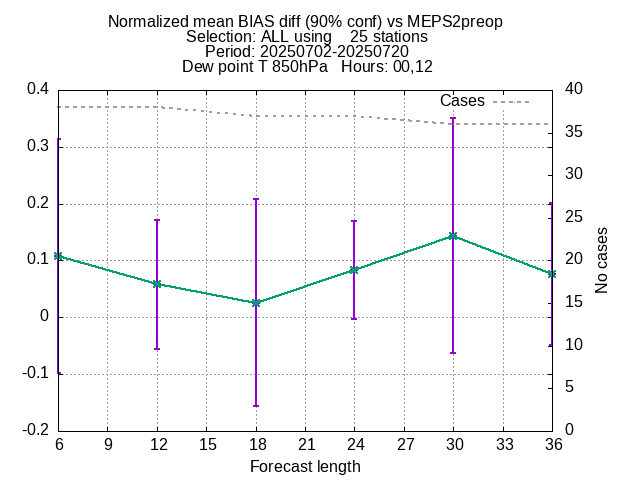 Normalized mean BIAS diff (90% conf) vs MEPS2preop
Selection: ALL using    25 stations
Period: 20250702-20250720
Dew point T 850hPa   Hours: 00,12
Cases
0.4
0.3
0.2
0.1
0
-0.1
-0.2
40
35
30
25
20
15
10
5
0
No cases
6 9 12 15 18 21 24 27 30 33 36
Forecast length